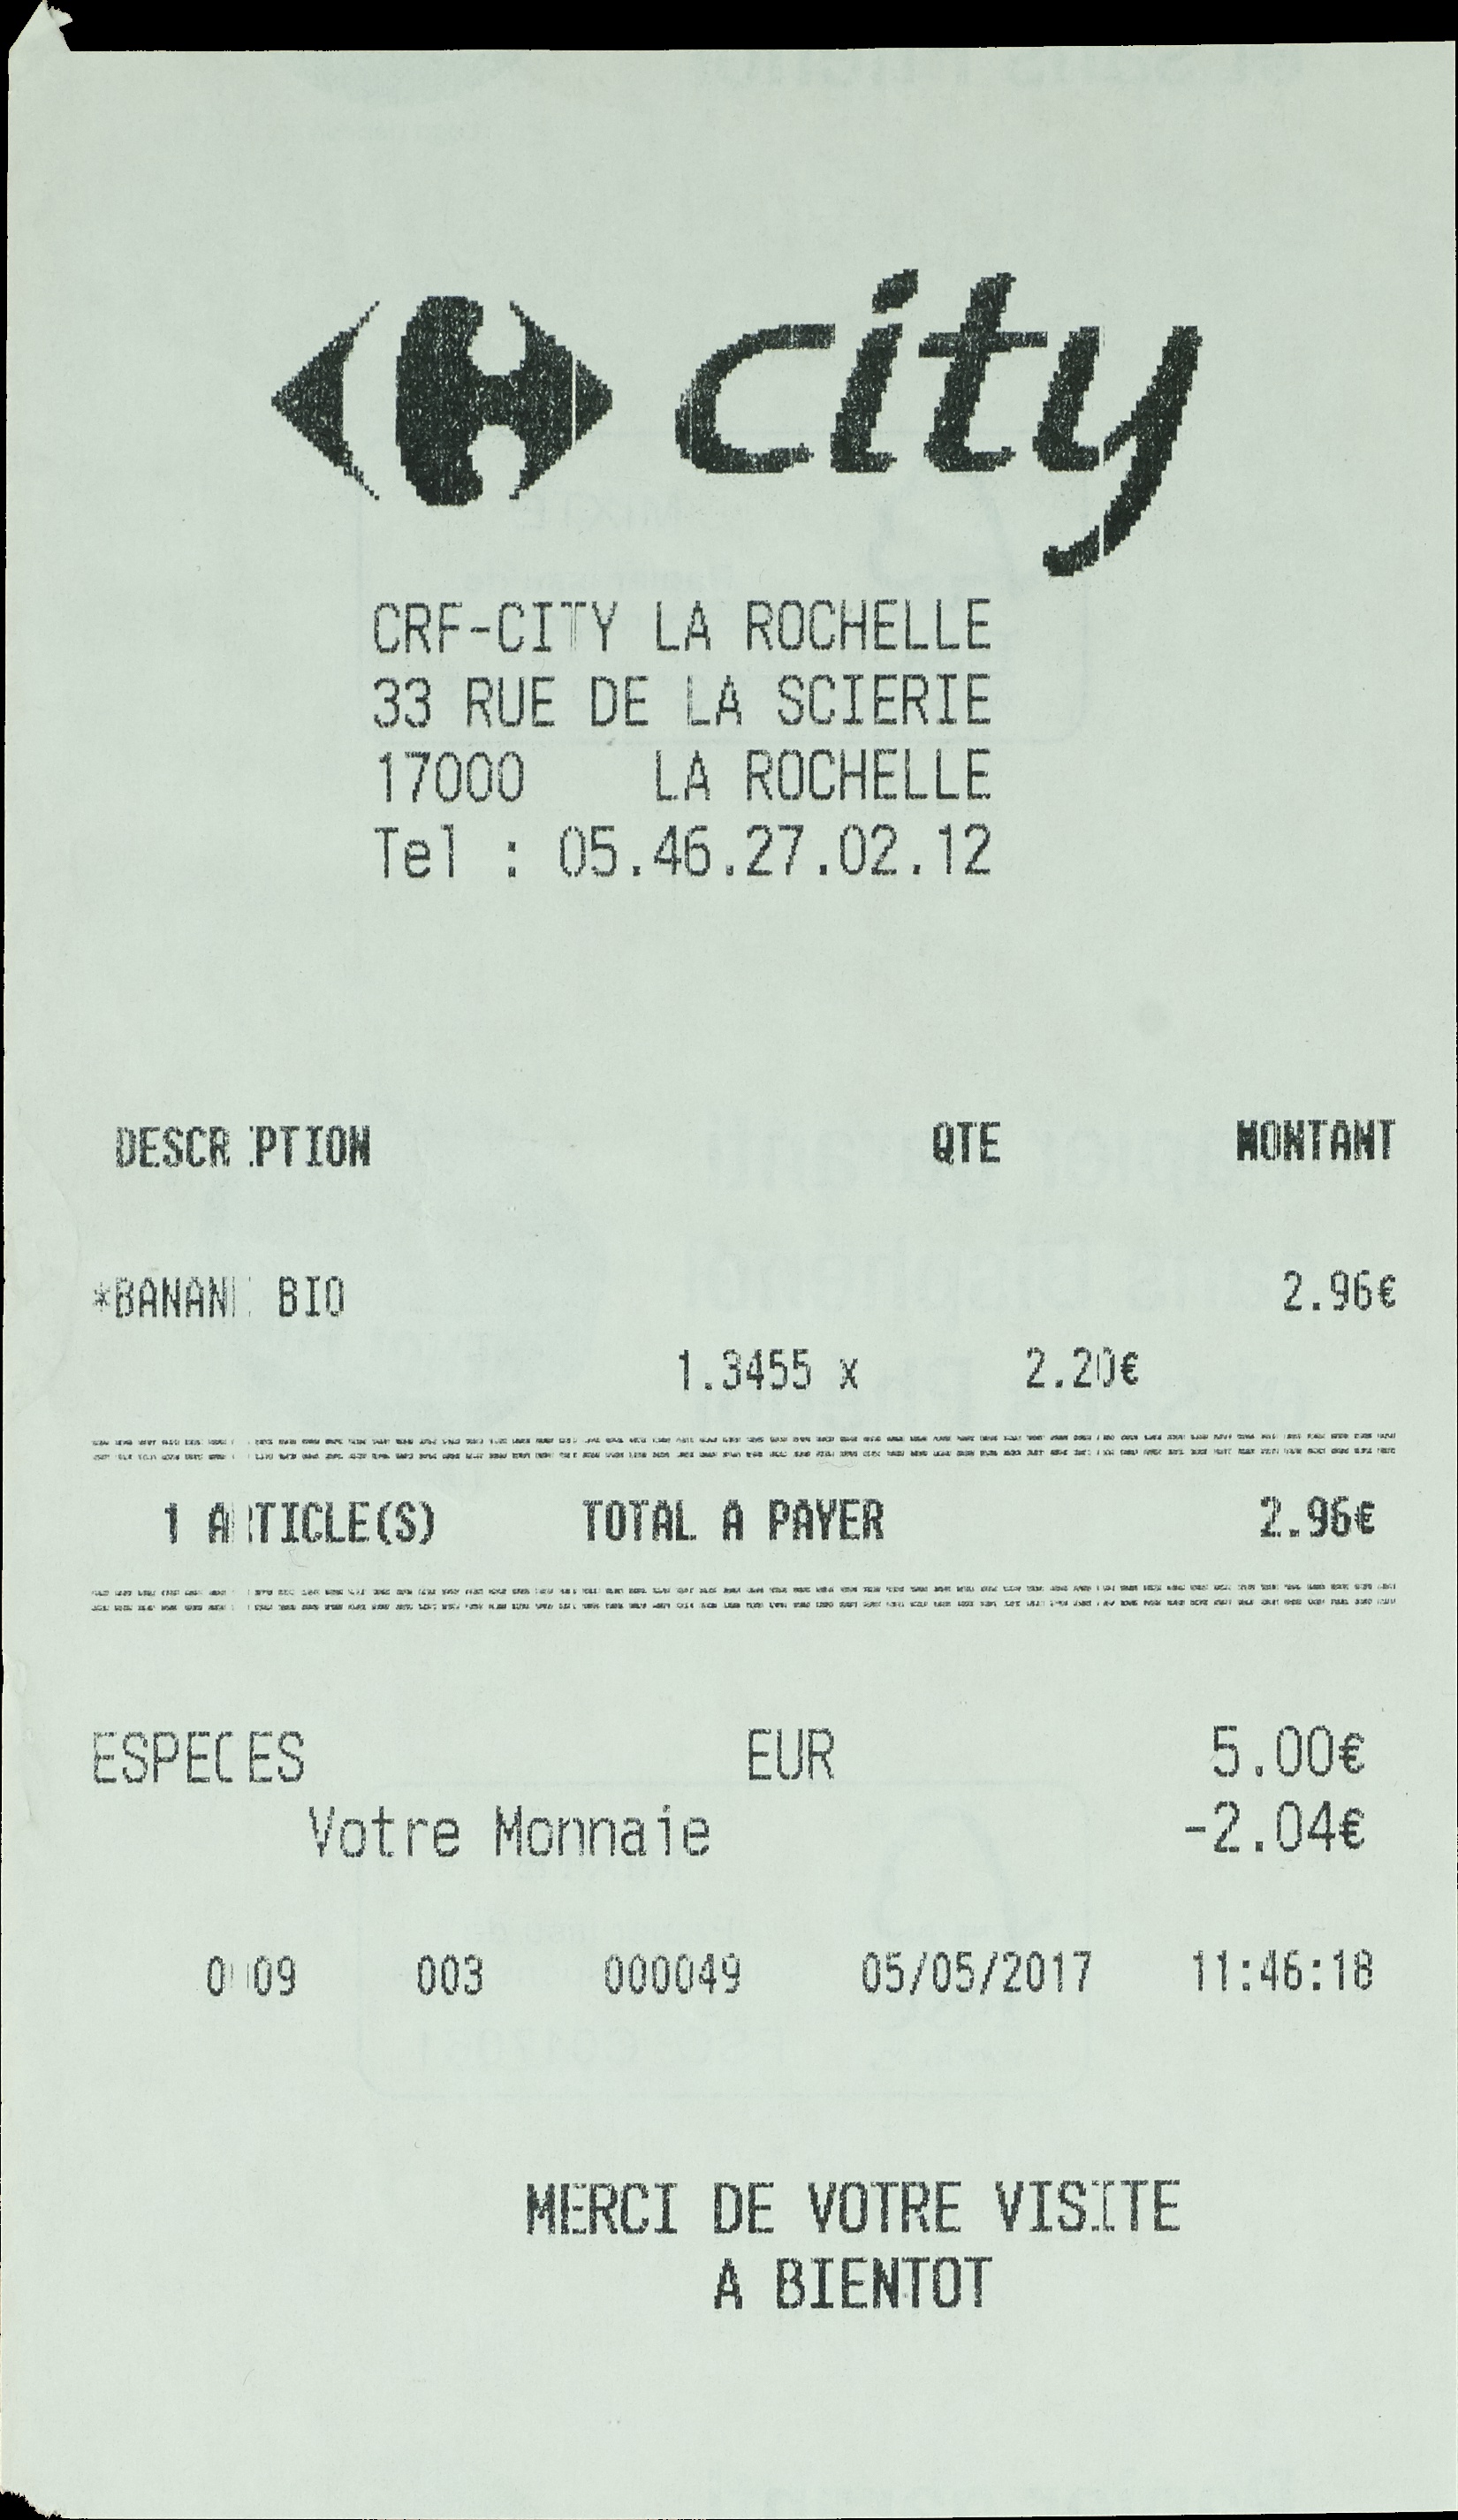 city
CRF-CITY LA ROCHELLE
33 RUE DE LA SCIERIE
17000 LA ROCHELLE
Tel : 05.46.27.02.12
DESCRIPTION QTE MONTANT
*BANANE BIO 2.96€
1.3455 x 2.20€
1 ARTICLE(S) TOTAL A PAYER 2.96€
ESPECES EUR 5.00€
Votre Monnaie -2.04€
0009 003 000049 05/05/2017 11:46:18
MERCI DE VOTRE VISITE
A BIENTOT